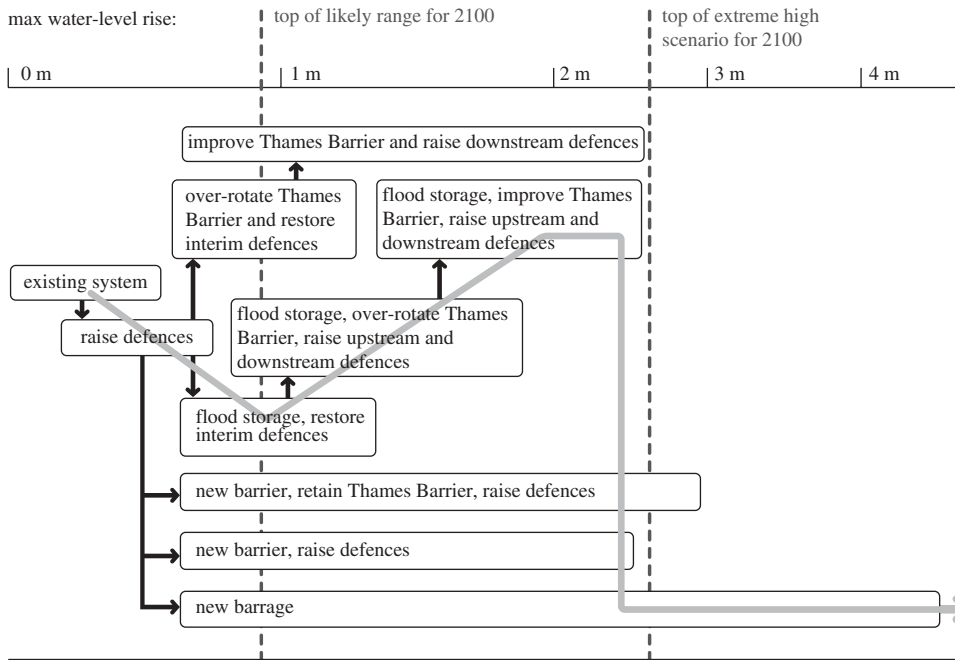 max water-level rise:
top of likely range for 2100
top of extreme high
scenario for 2100
0 m
1 m
2 m
3 m
4 m
improve Thames Barrier and raise downstream defences
over-rotate Thames
Barrier and restore
interim defences
flood storage, improve Thames
Barrier, raise upstream and
downstream defences
existing system
raise defences
flood storage, over-rotate Thames
Barrier, raise upstream and
downstream defences
flood storage, restore
interim defences
new barrier, retain Thames Barrier, raise defences
new barrier, raise defences
new barrage